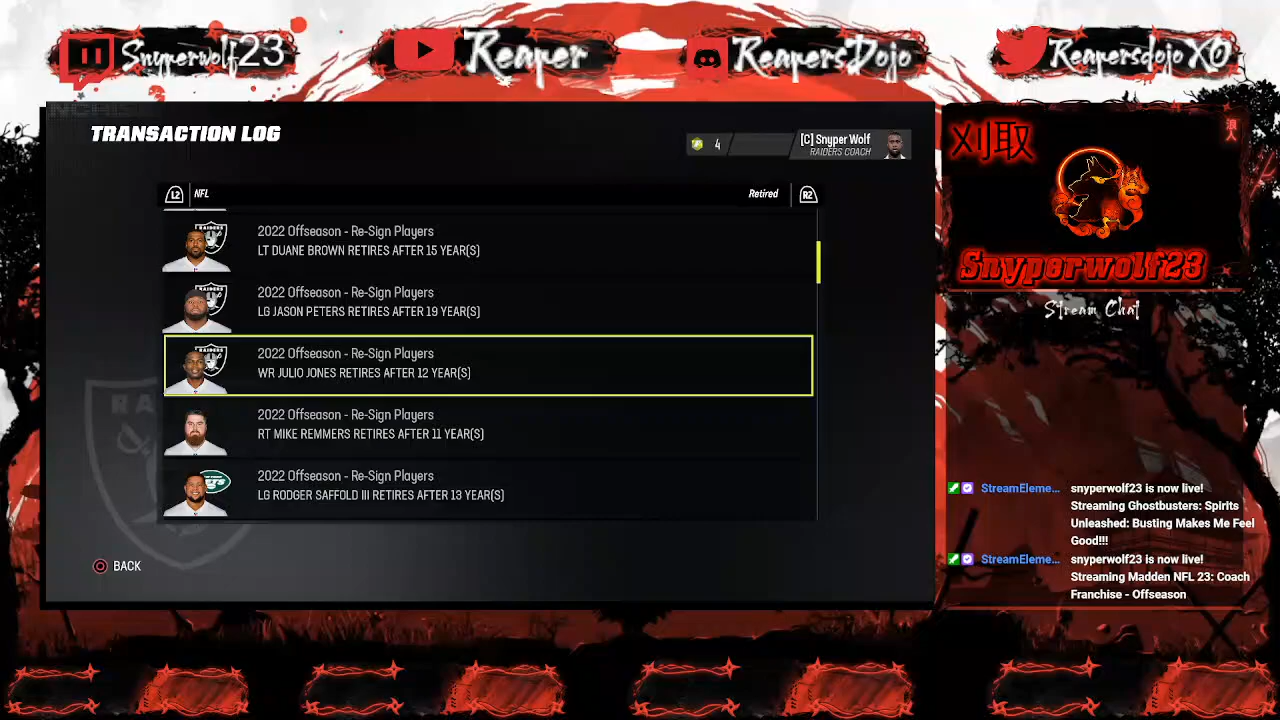 Snyperwolf23
Reaper
ReapersDojo
ReapersdojoXO
TRANSACTION LOG
4
[C] Snyper Wolf
RAIDERS COACH
L2 NFL
Retired R2
2022 Offseason - Re-Sign Players
LT DUANE BROWN RETIRES AFTER 15 YEAR(S)
2022 Offseason - Re-Sign Players
LG JASON PETERS RETIRES AFTER 19 YEAR(S)
2022 Offseason - Re-Sign Players
WR JULIO JONES RETIRES AFTER 12 YEAR(S)
2022 Offseason - Re-Sign Players
RT MIKE REMMERS RETIRES AFTER 11 YEAR(S)
2022 Offseason - Re-Sign Players
LG RODGER SAFFOLD III RETIRES AFTER 13 YEAR(S)
BACK
刈取
浪人
Snyperwolf23
Stream Chat
StreamEleme... snyperwolf23 is now live!
Streaming Ghostbusters: Spirits
Unleashed: Busting Makes Me Feel
Good!!!
StreamEleme... snyperwolf23 is now live!
Streaming Madden NFL 23: Coach
Franchise - Offseason